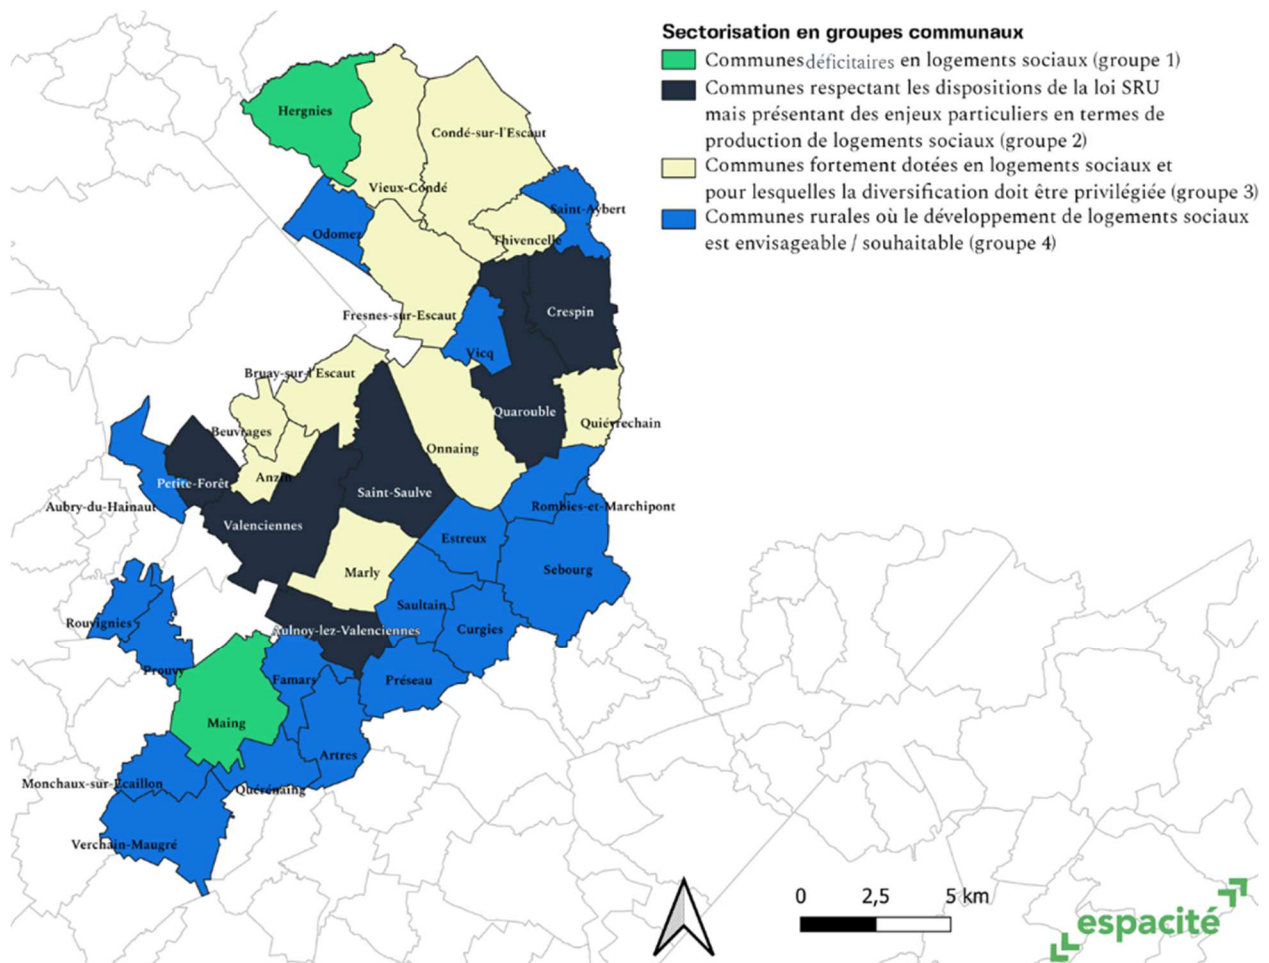 Sectorisation en groupes communaux
Communes déficitaires en logements sociaux (groupe 1)
Communes respectant les dispositions de la loi SRU
mais présentant des enjeux particuliers en termes de
production de logements sociaux (groupe 2)
Communes fortement dotées en logements sociaux et
pour lesquelles la diversification doit être privilégiée (groupe 3)
Communes rurales où le développement de logements sociaux
est envisageable / souhaitable (groupe 4)
Hergnies
Condé-sur-l'Escaut
Vieux-Condé
Saint-Aybert
Odomez
Thivencelle
Crespin
Fresnes-sur-Escaut
Vicq
Bruay-sur-l'Escaut
Quarouble
Quiévrechain
Beuvrages
Onnaing
Anzin
Petite-Forêt
Saint-Saulve
Aubry-du-Hainaut
Rombies-et-Marchipont
Valenciennes
Estreux
Marly
Sebourg
Saultain
Rouvignies
Aulnoy-lez-Valenciennes
Curgies
Prouvy
Famars
Préseau
Maing
Artres
Monchaux-sur-Ecaillon
Quérénaing
Verchain-Maugré
0 2,5 5 km
espacité